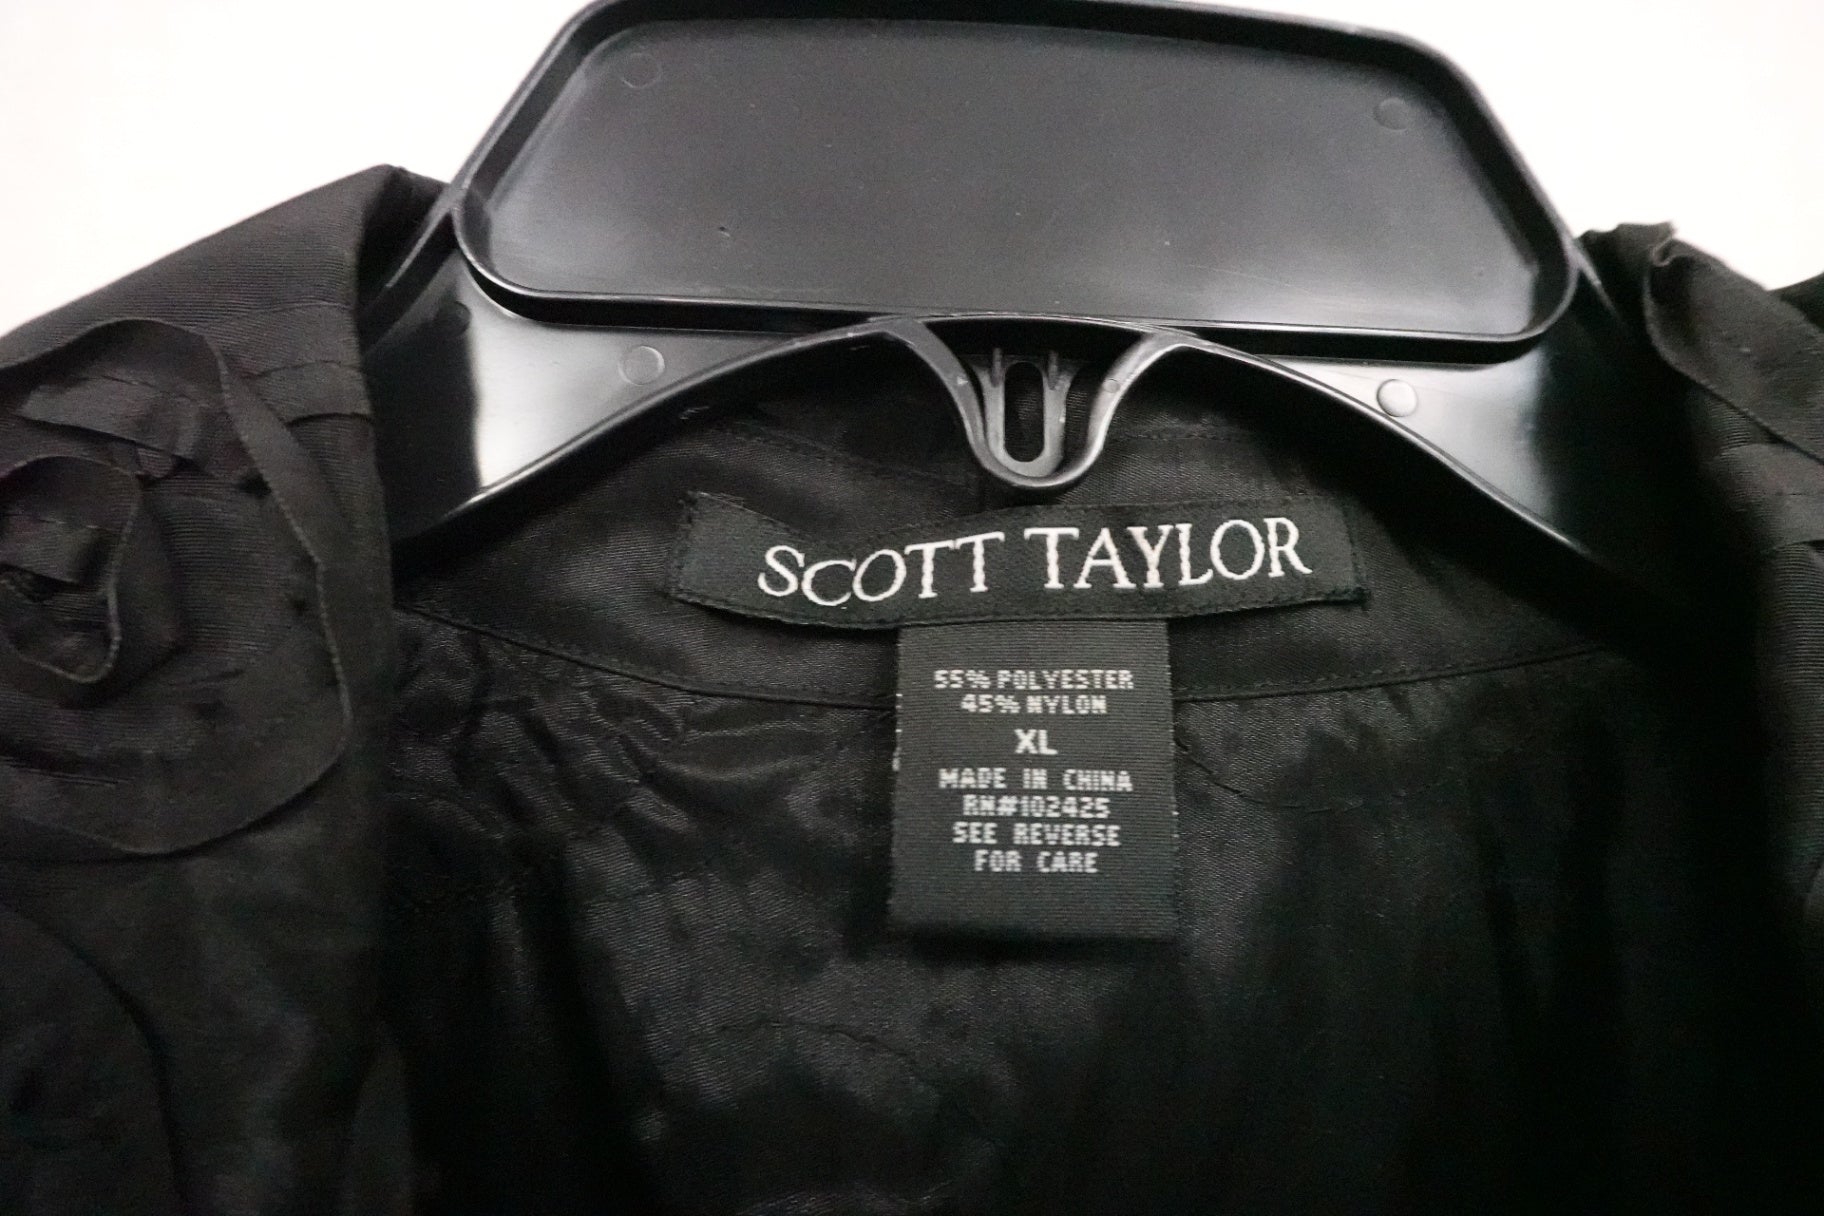 SCOTT TAYLOR
55% POLYESTER
45% NYLON
XL
MADE IN CHINA
RN#102425
SEE REVERSE
FOR CARE